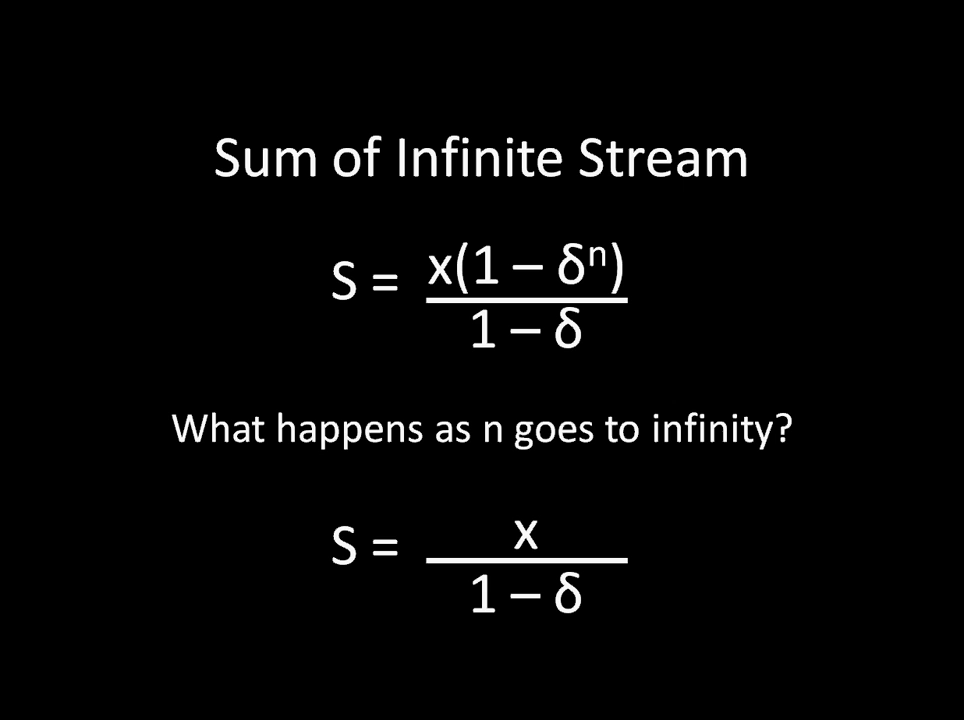 Sum of Infinite Stream
S = x(1 – δⁿ)
1 – δ
What happens as n goes to infinity?
S = x
1 – δ